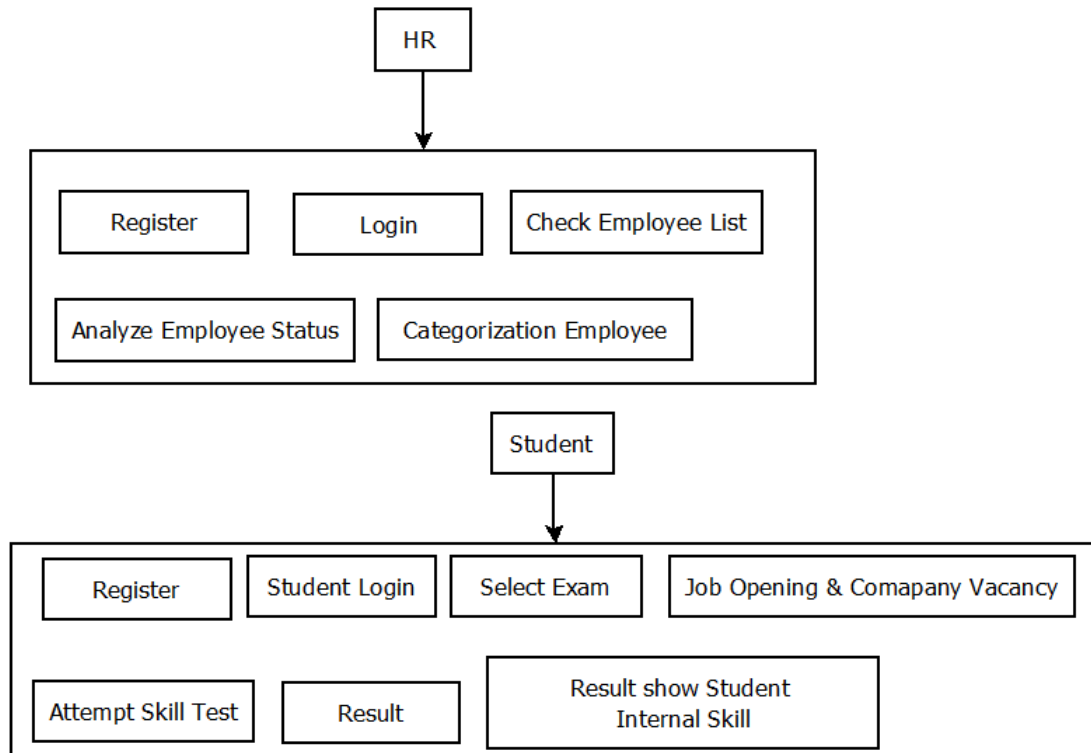 HR
Register
Login
Check Employee List
Analyze Employee Status
Categorization Employee
Student
Register
Student Login
Select Exam
Job Opening & Comapany Vacancy
Attempt Skill Test
Result
Result show Student
Internal Skill